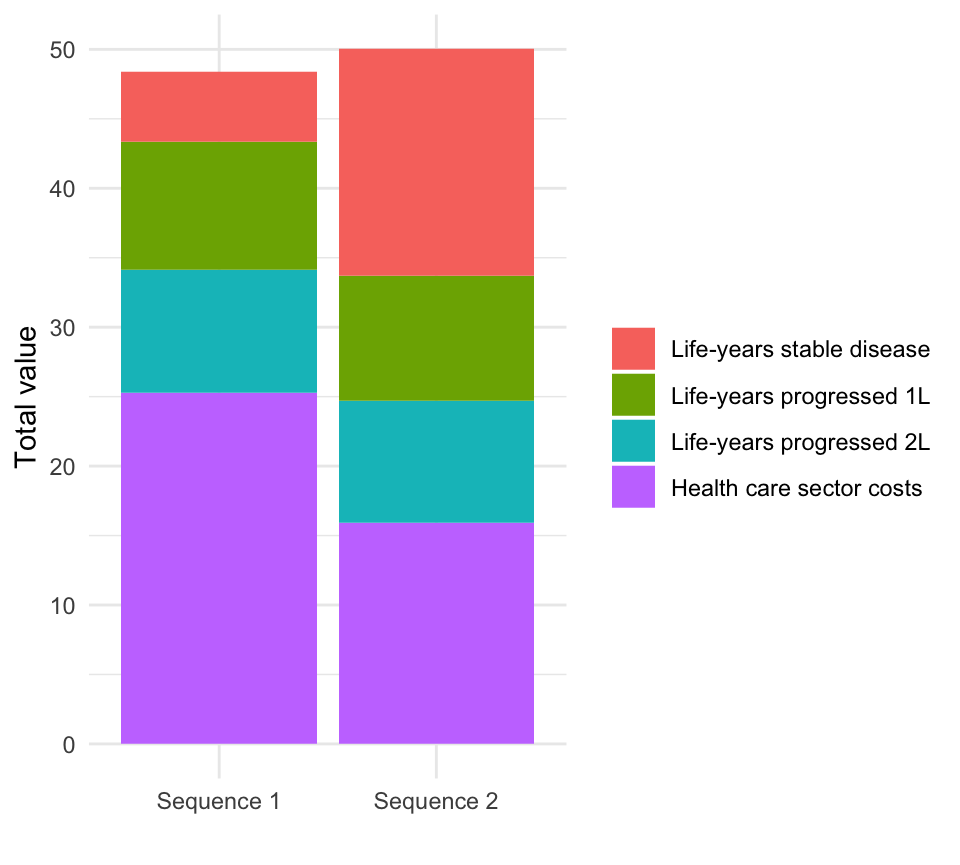 Total value
50
40
30
20
10
0
Sequence 1
Sequence 2
Life-years stable disease
Life-years progressed 1L
Life-years progressed 2L
Health care sector costs